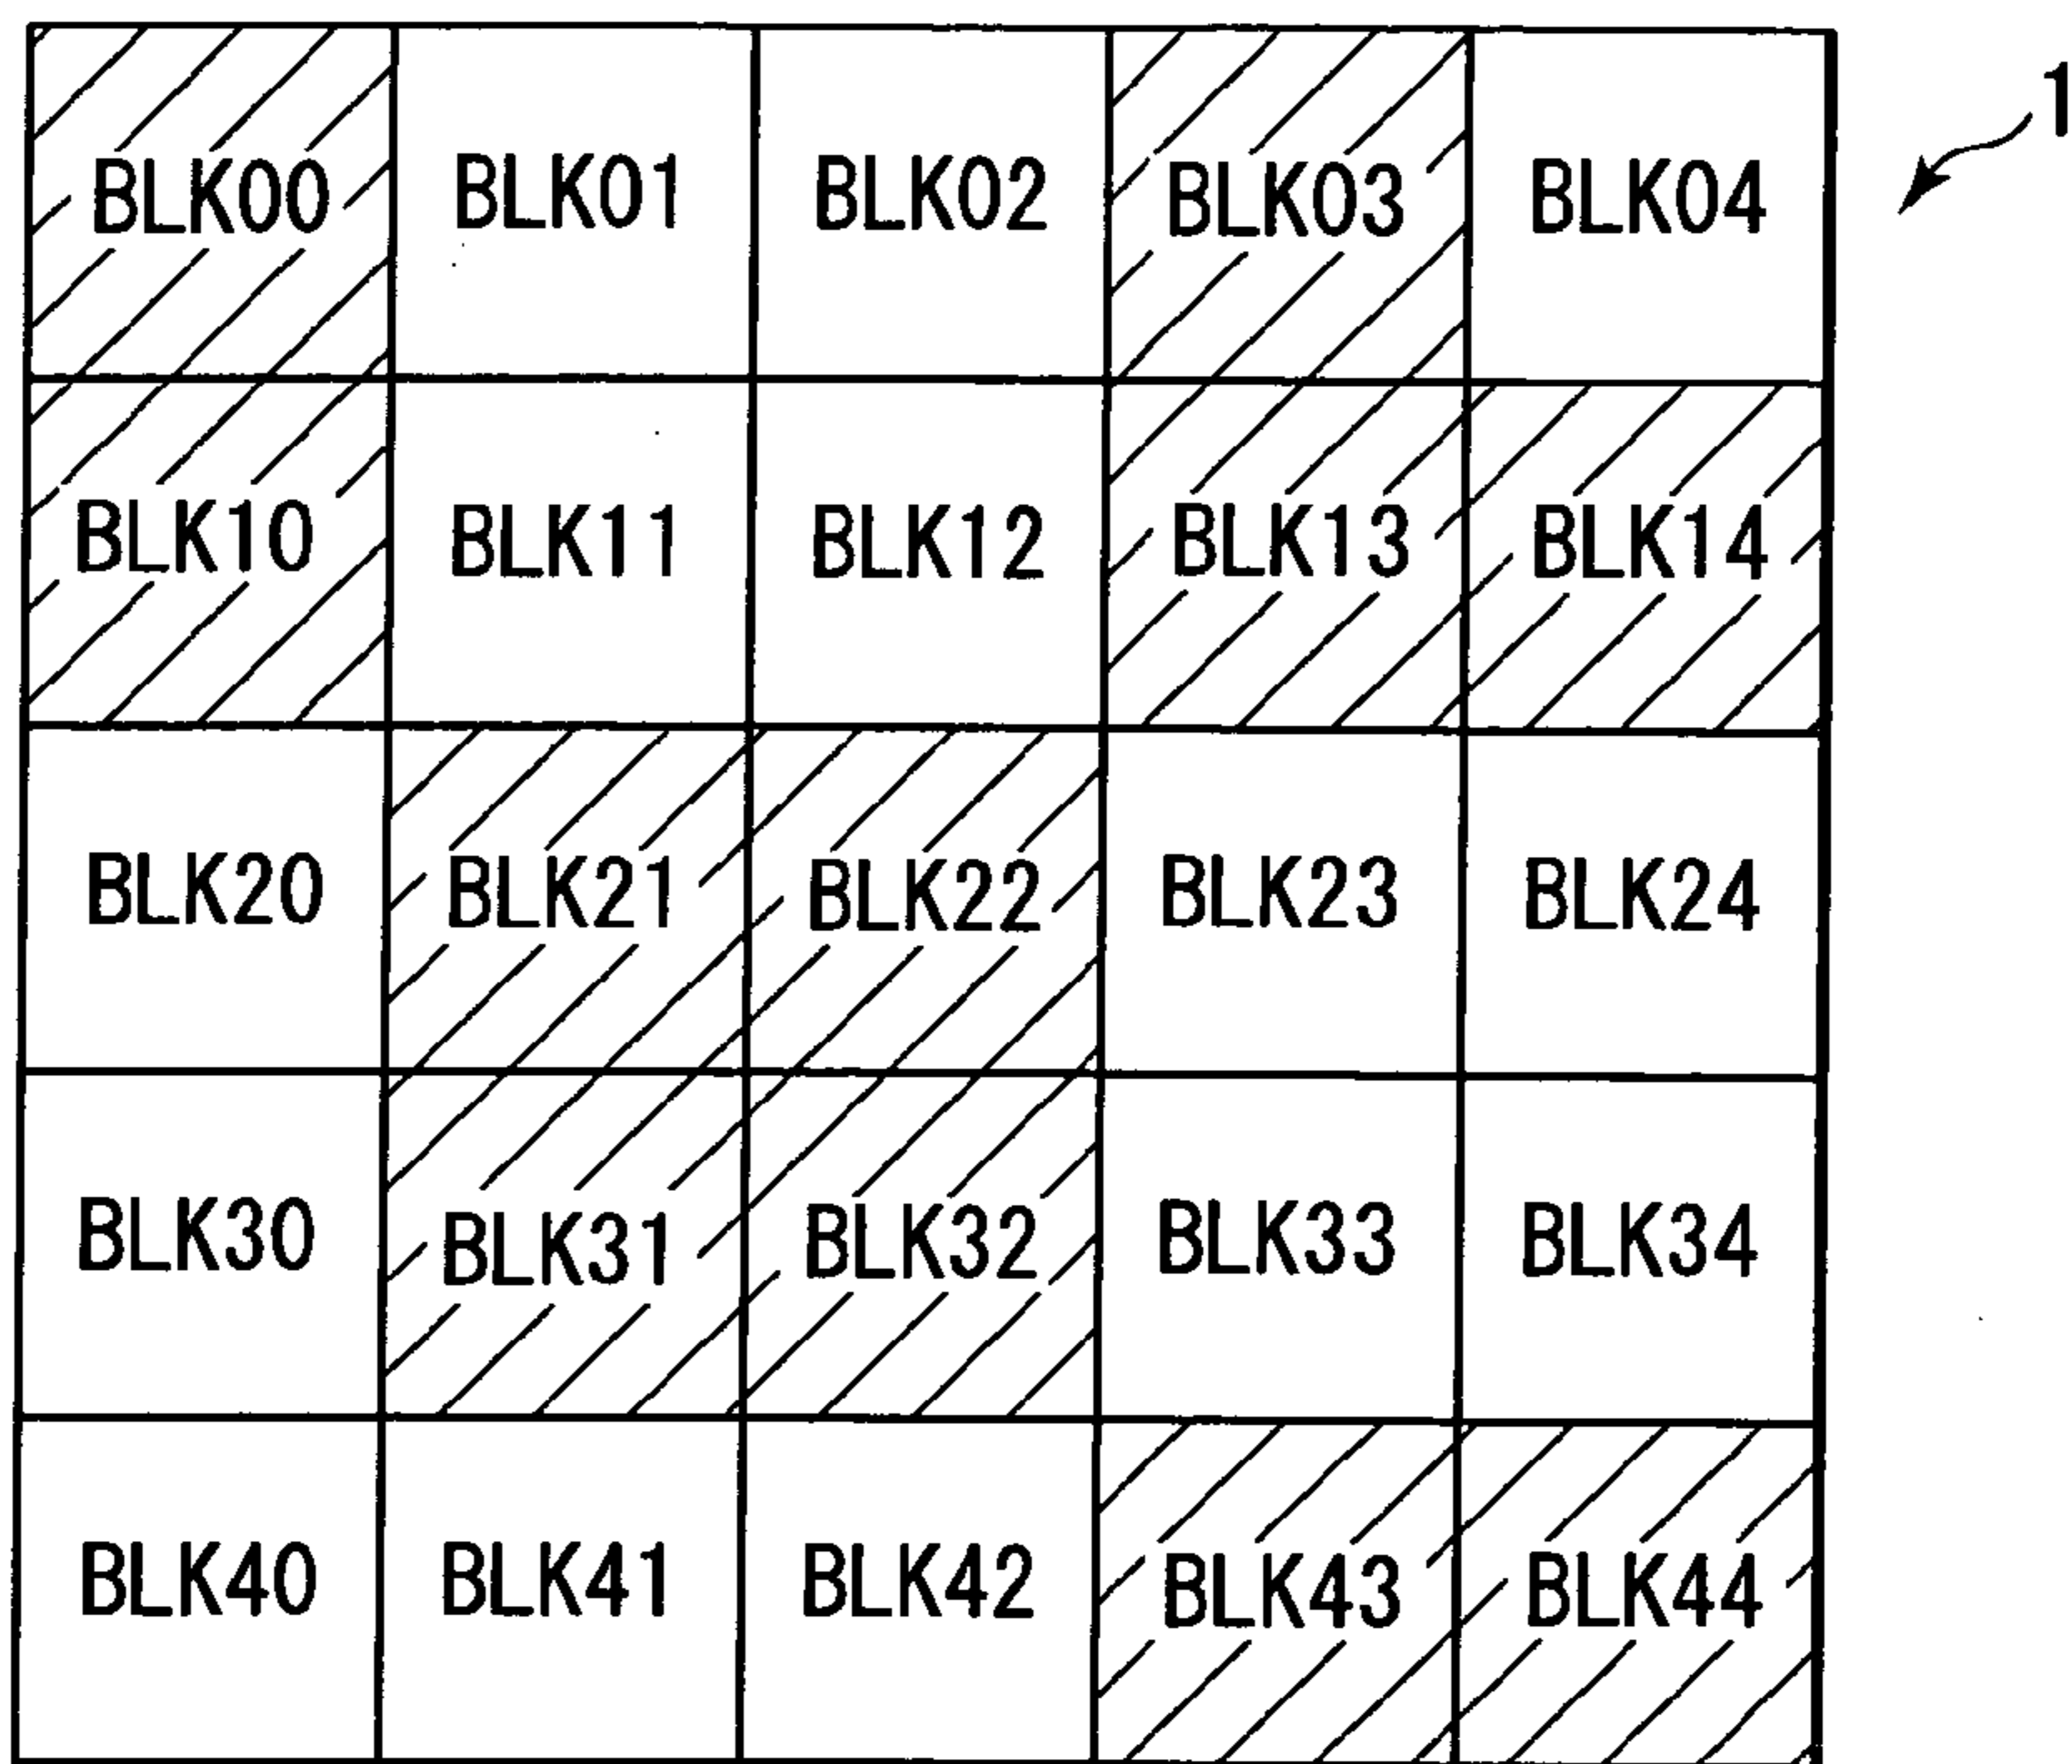 1
BLK00 BLK01 BLK02 BLK03 BLK04
BLK10 BLK11 BLK12 BLK13 BLK14
BLK20 BLK21 BLK22 BLK23 BLK24
BLK30 BLK31 BLK32 BLK33 BLK34
BLK40 BLK41 BLK42 BLK43 BLK44